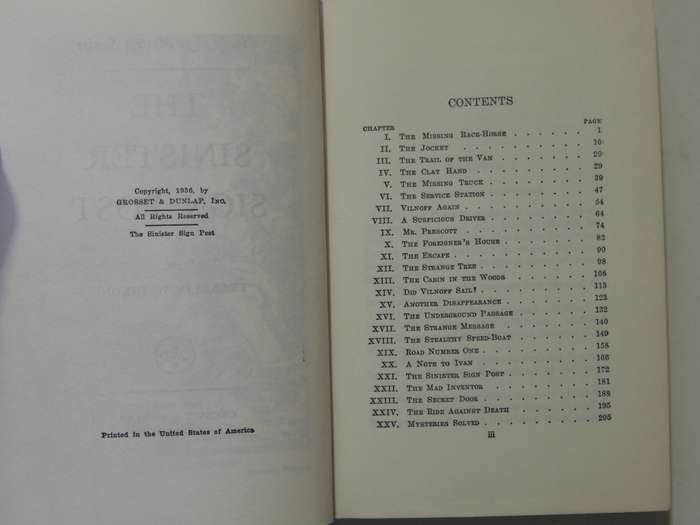 Copyright, 1936, by
GROSSET & DUNLAP, Inc.
All Rights Reserved
The Sinister Sign Post
Printed in the United States of America
CONTENTS
CHAPTER PAGE
I. The Missing Race-Horse . . . . . . 1
II. The Jockey . . . . . . . . . 10
III. The Trail of the Van . . . . . . . 20
IV. The Clay Hand . . . . . . . . 29
V. The Missing Truck . . . . . . . 39
VI. The Service Station . . . . . . . 47
VII. Vilnoff Again . . . . . . . . 54
VIII. A Suspicious Driver . . . . . . . 64
IX. Mr. Prescott . . . . . . . . 74
X. The Foreigner's House . . . . . . 82
XI. The Escape . . . . . . . . . 90
XII. The Strange Tree . . . . . . . 98
XIII. The Cabin in the Woods . . . . . . 106
XIV. Did Vilnoff Sail? . . . . . . . 113
XV. Another Disappearance . . . . . . 123
XVI. The Underground Passage . . . . . 132
XVII. The Strange Message . . . . . . 140
XVIII. The Stealthy Speed-Boat . . . . . 149
XIX. Road Number One . . . . . . . 158
XX. A Note to Ivan . . . . . . . . 166
XXI. The Sinister Sign Post . . . . . . 172
XXII. The Mad Inventor . . . . . . . 181
XXIII. The Secret Door . . . . . . . 188
XXIV. The Ride Against Death . . . . . 195
XXV. Mysteries Solved . . . . . . . 205
iii